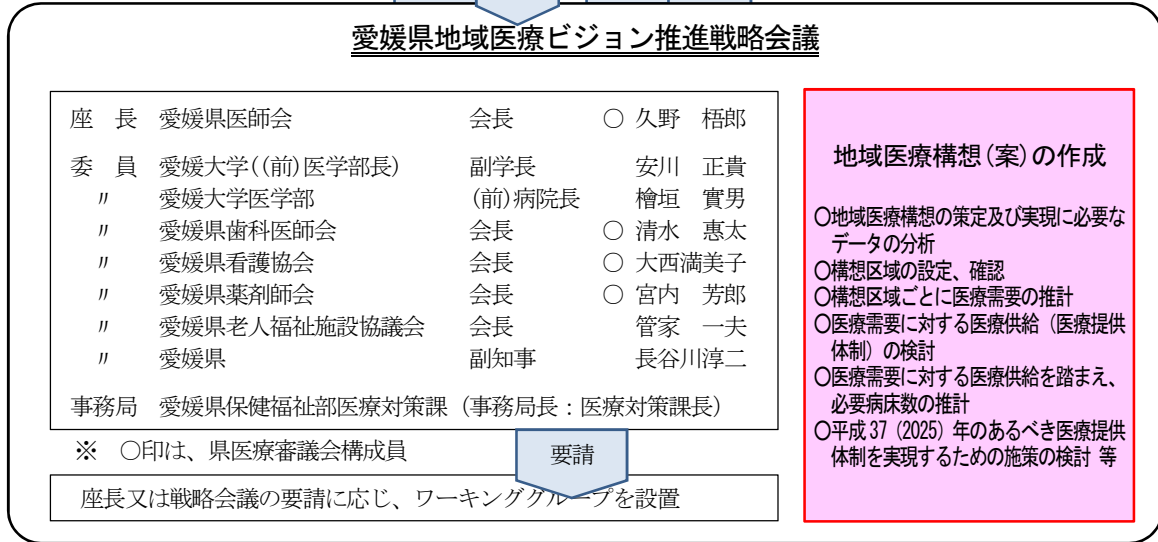 愛媛県地域医療ビジョン推進戦略会議
座 長 愛媛県医師会 会長 ○ 久野 梧郎
委 員 愛媛大学((前)医学部長) 副学長 安川 正貴
〃 愛媛大学医学部 (前)病院長 檜垣 實男
〃 愛媛県歯科医師会 会長 ○ 清水 惠太
〃 愛媛県看護協会 会長 ○ 大西満美子
〃 愛媛県薬剤師会 会長 ○ 宮内 芳郎
〃 愛媛県老人福祉施設協議会 会長 管家 一夫
〃 愛媛県 副知事 長谷川淳二
事務局 愛媛県保健福祉部医療対策課(事務局長:医療対策課長)
※ ○印は、県医療審議会構成員
要請
座長又は戦略会議の要請に応じ、ワーキンググループを設置
地域医療構想(案)の作成
○地域医療構想の策定及び実現に必要な
データの分析
○構想区域の設定、確認
○構想区域ごとに医療需要の推計
○医療需要に対する医療供給(医療提供
体制)の検討
○医療需要に対する医療供給を踏まえ、
必要病床数の推計
○平成37(2025)年のあるべき医療提供
体制を実現するための施策の検討 等